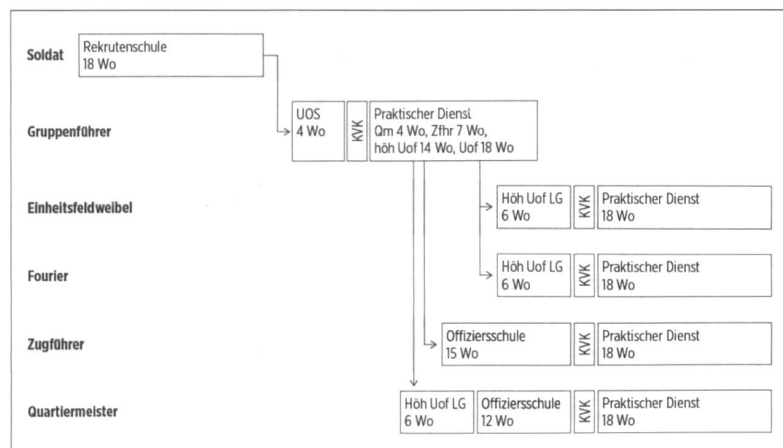 Soldat
Rekrutenschule
18 Wo
Gruppenführer
UOS
4 Wo
KVK
Praktischer Dienst
Qm 4 Wo, Zfhr 7 Wo,
höh Uof 14 Wo, Uof 18 Wo
Einheitsfeldweibel
Höh Uof LG
6 Wo
KVK
Praktischer Dienst
18 Wo
Fourier
Höh Uof LG
6 Wo
KVK
Praktischer Dienst
18 Wo
Zugführer
Offiziersschule
15 Wo
KVK
Praktischer Dienst
18 Wo
Quartiermeister
Höh Uof LG
6 Wo
Offiziersschule
12 Wo
KVK
Praktischer Dienst
18 Wo